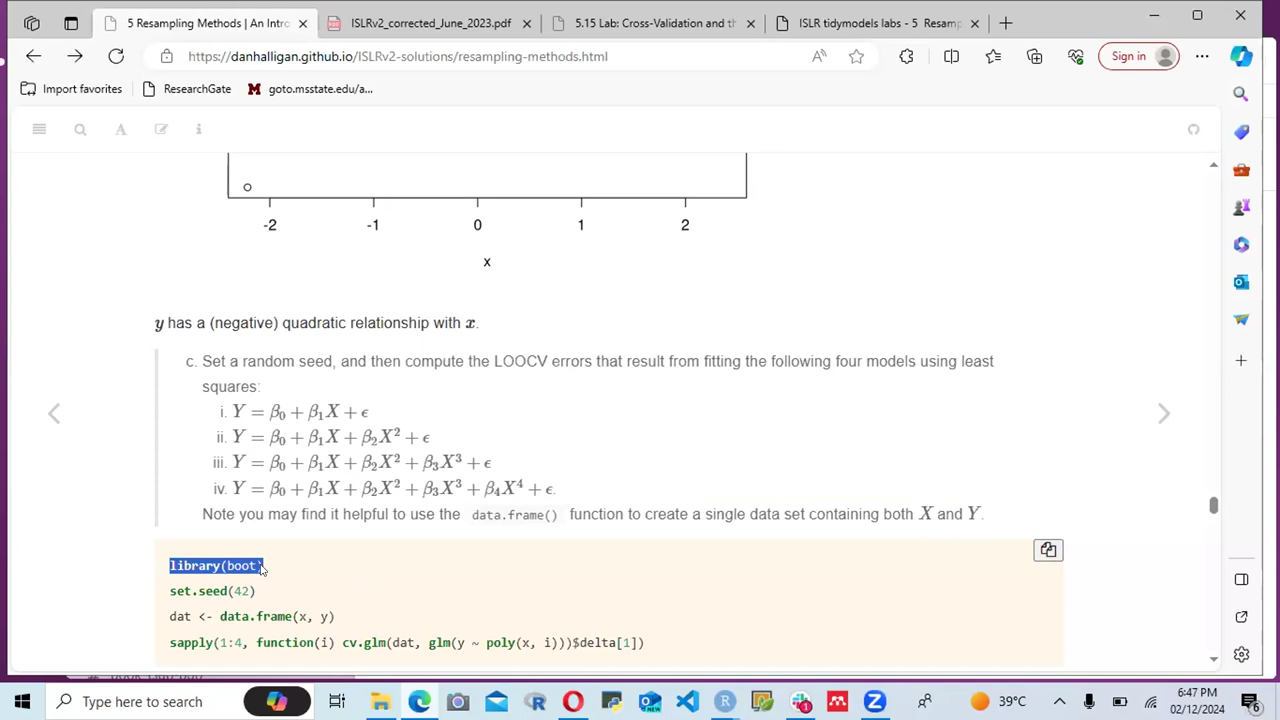 5 Resampling Methods | An Intro
ISLRv2_corrected_June_2023.pdf
5.15 Lab: Cross-Validation and th
ISLR tidymodels labs - 5 Resamp
https://danhalligan.github.io/ISLRv2-solutions/resampling-methods.html
Sign in
Import favorites
ResearchGate
goto.msstate.edu/a...
-2 -1 0 1 2
x
y has a (negative) quadratic relationship with x.
c. Set a random seed, and then compute the LOOCV errors that result from fitting the following four models using least
squares:
i. Y = β₀ + β₁X + ϵ
ii. Y = β₀ + β₁X + β₂X² + ϵ
iii. Y = β₀ + β₁X + β₂X² + β₃X³ + ϵ
iv. Y = β₀ + β₁X + β₂X² + β₃X³ + β₄X⁴ + ϵ.
Note you may find it helpful to use the data.frame() function to create a single data set containing both X and Y.
library(boot)
set.seed(42)
dat <- data.frame(x, y)
sapply(1:4, function(i) cv.glm(dat, glm(y ~ poly(x, i)))$delta[1])
Type here to search
39°C
6:47 PM
02/12/2024
6